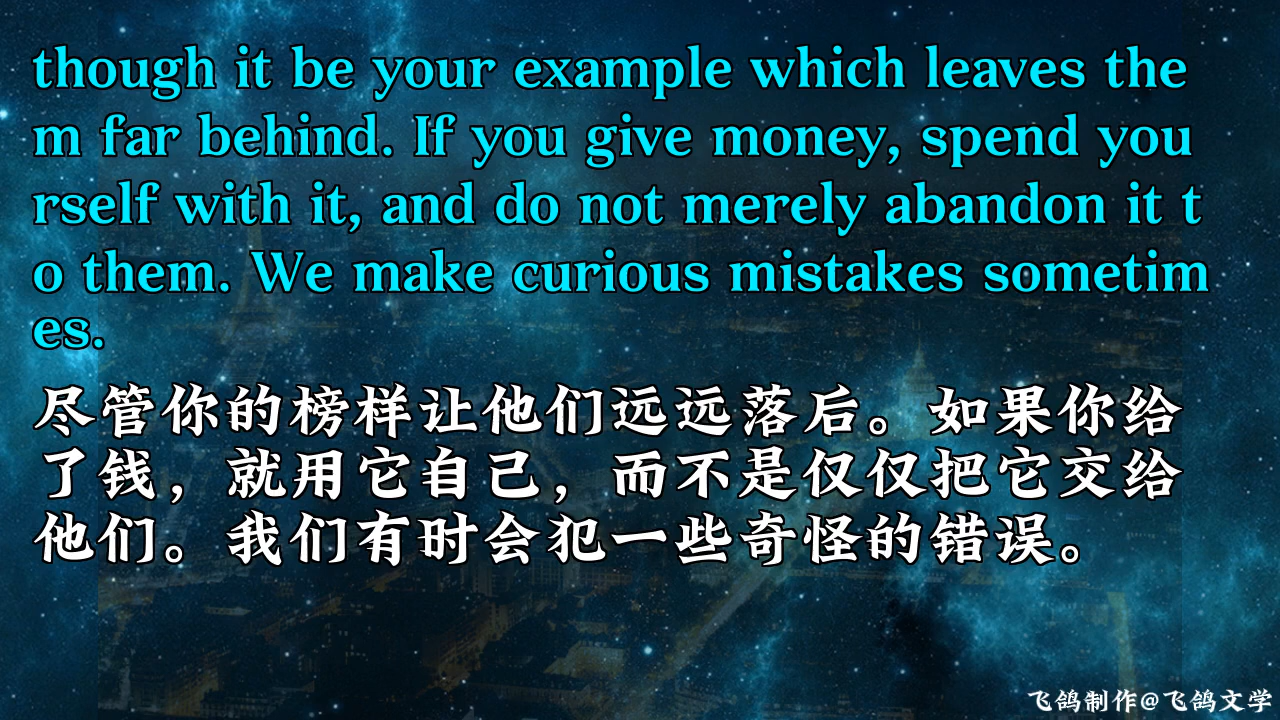 though it be your example which leaves the
m far behind. If you give money, spend you
rself with it, and do not merely abandon it t
o them. We make curious mistakes sometim
es.
尽管你的榜样让他们远远落后。如果你给
了钱，就用它自己，而不是仅仅把它交给
他们。我们有时会犯一些奇怪的错误。
飞鸽制作@飞鸽文学